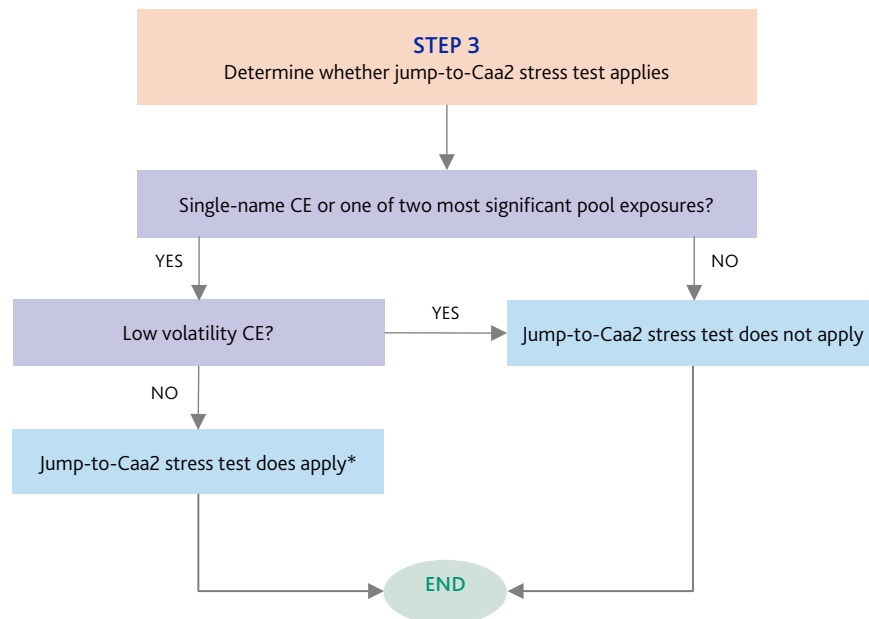 STEP 3
Determine whether jump-to-Caa2 stress test applies
Single-name CE or one of two most significant pool exposures?
YES
NO
Low volatility CE?
YES
Jump-to-Caa2 stress test does not apply
NO
Jump-to-Caa2 stress test does apply*
END